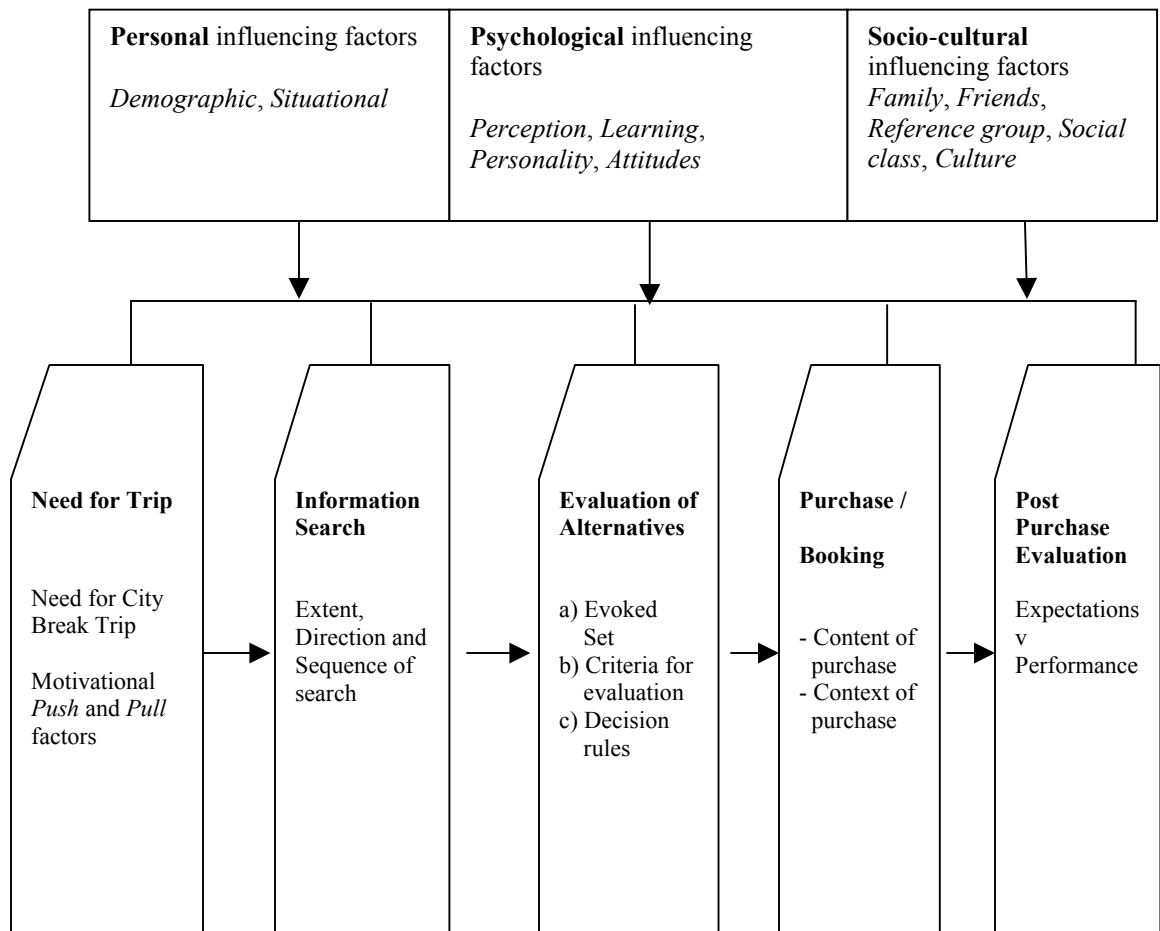 Personal influencing factors
Demographic, Situational
Psychological influencing
factors
Perception, Learning,
Personality, Attitudes
Socio-cultural
influencing factors
Family, Friends,
Reference group, Social
class, Culture
Need for Trip
Need for City
Break Trip
Motivational
Push and Pull
factors
Information
Search
Extent,
Direction and
Sequence of
search
Evaluation of
Alternatives
a) Evoked
Set
b) Criteria for
evaluation
c) Decision
rules
Purchase /
Booking
- Content of
purchase
- Context of
purchase
Post
Purchase
Evaluation
Expectations
v
Performance